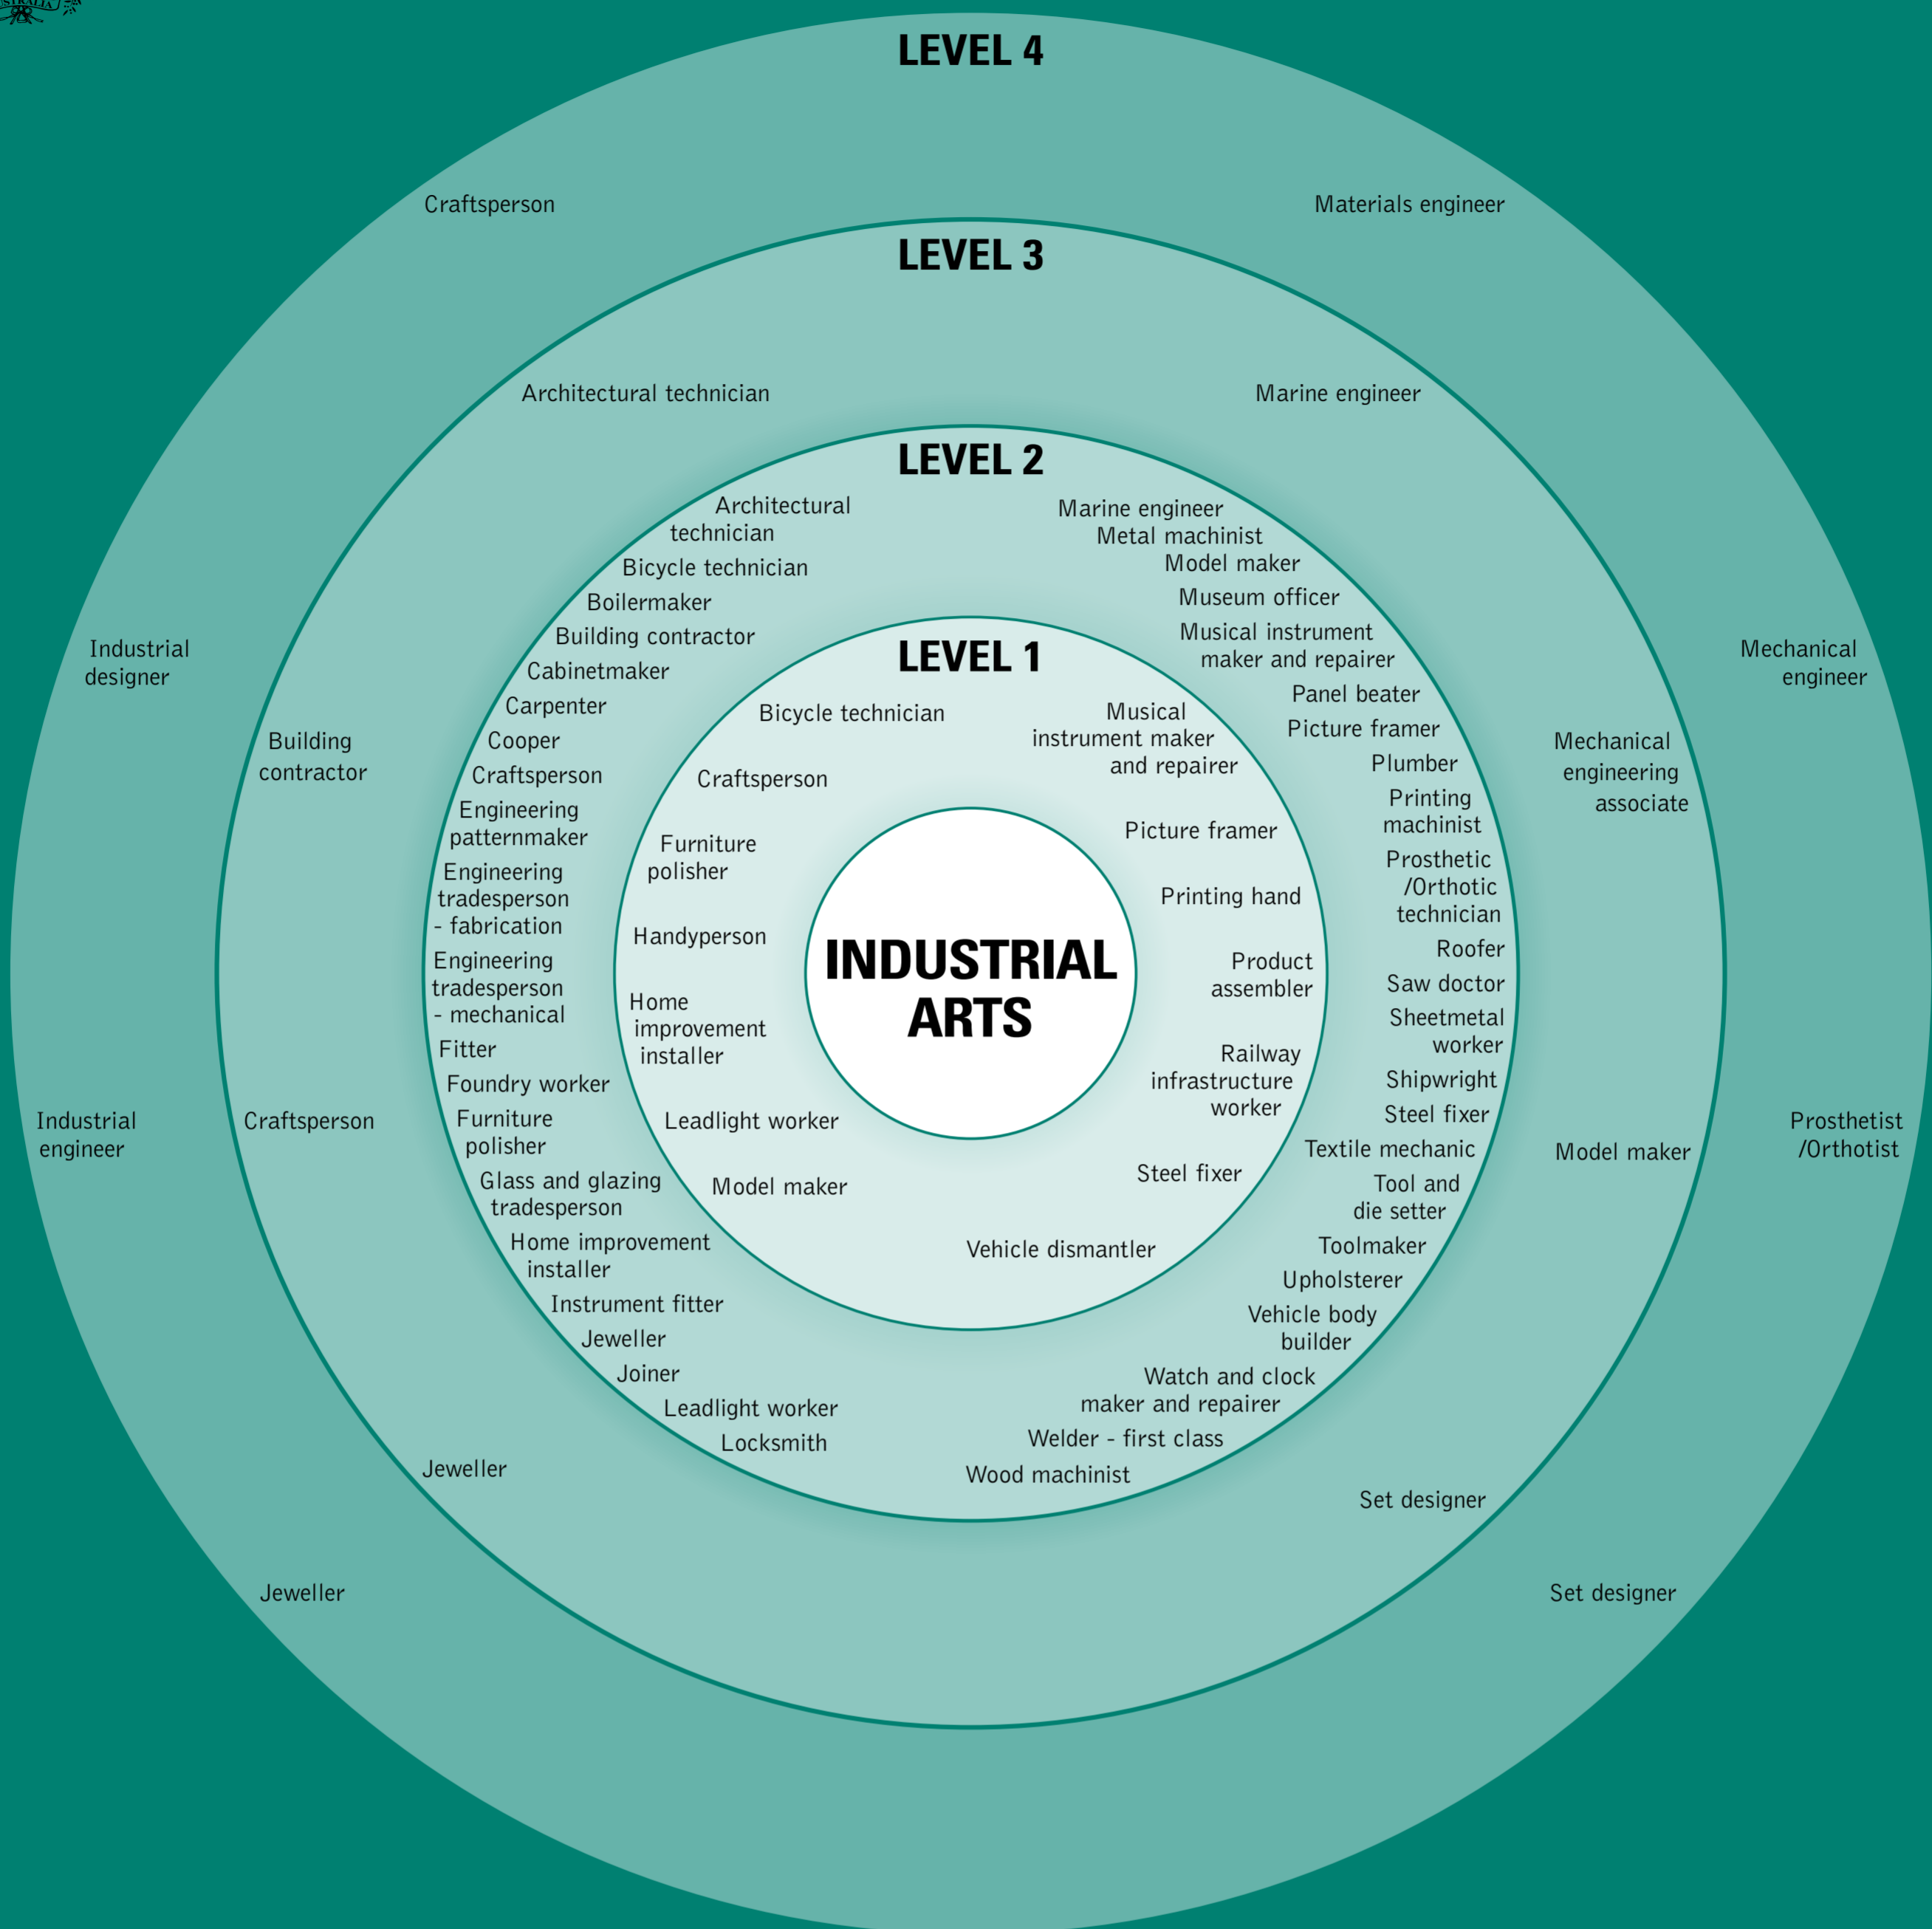 USTRALIA
LEVEL 4
Craftsperson
Industrial
designer
Industrial
engineer
Jeweller
Materials engineer
Mechanical
engineer
Prosthetist
/Orthotist
Set designer
LEVEL 3
Architectural technician
Building
contractor
Craftsperson
Jeweller
Marine engineer
Mechanical
engineering
associate
Model maker
Set designer
LEVEL 2
Architectural
technician
Bicycle technician
Boilermaker
Building contractor
Cabinetmaker
Carpenter
Cooper
Craftsperson
Engineering
patternmaker
Engineering
tradesperson
- fabrication
Engineering
tradesperson
- mechanical
Fitter
Foundry worker
Furniture
polisher
Glass and glazing
tradesperson
Home improvement
installer
Instrument fitter
Jeweller
Joiner
Leadlight worker
Locksmith
Marine engineer
Metal machinist
Model maker
Museum officer
Musical instrument
maker and repairer
Panel beater
Picture framer
Plumber
Printing
machinist
Prosthetic
/Orthotic
technician
Roofer
Saw doctor
Sheetmetal
worker
Shipwright
Steel fixer
Textile mechanic
Tool and
die setter
Toolmaker
Upholsterer
Vehicle body
builder
Watch and clock
maker and repairer
Welder - first class
Wood machinist
LEVEL 1
Bicycle technician
Craftsperson
Furniture
polisher
Handyperson
Home
improvement
installer
Leadlight worker
Model maker
Musical
instrument maker
and repairer
Picture framer
Printing hand
Product
assembler
Railway
infrastructure
worker
Steel fixer
Vehicle dismantler
INDUSTRIAL
ARTS